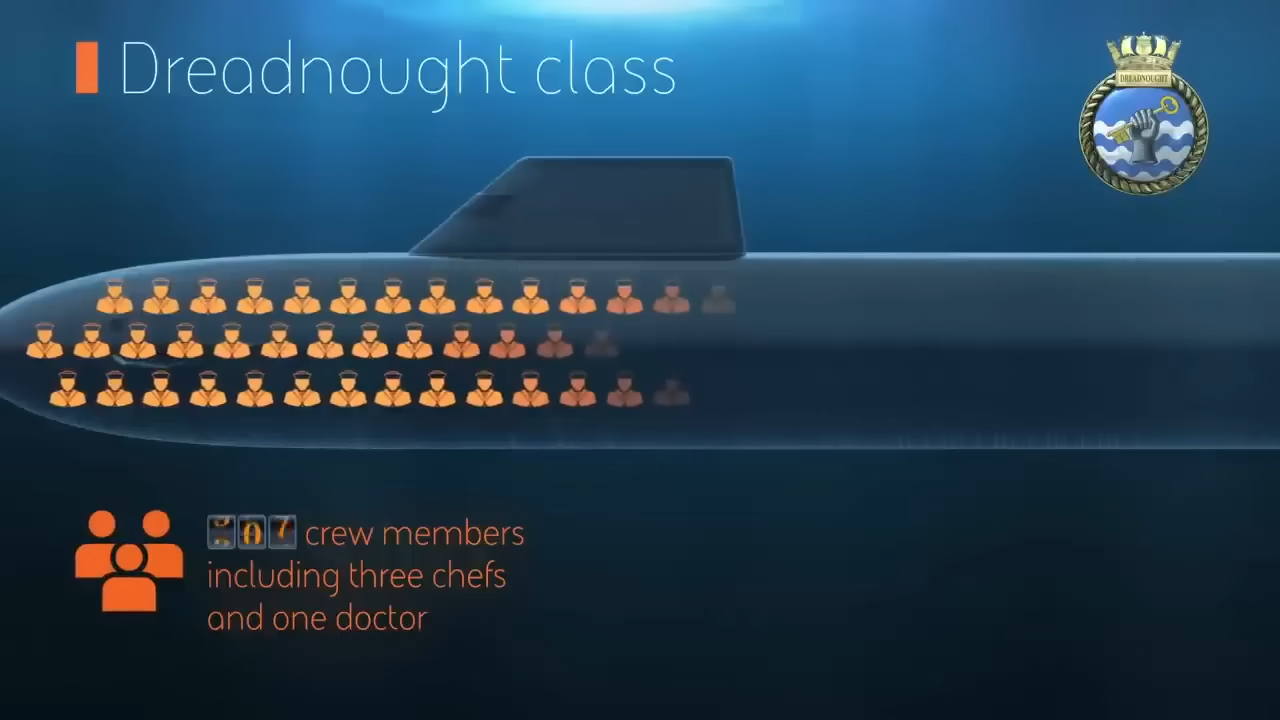 Dreadnought class
DREADNOUGHT
crew members
including three chefs
and one doctor